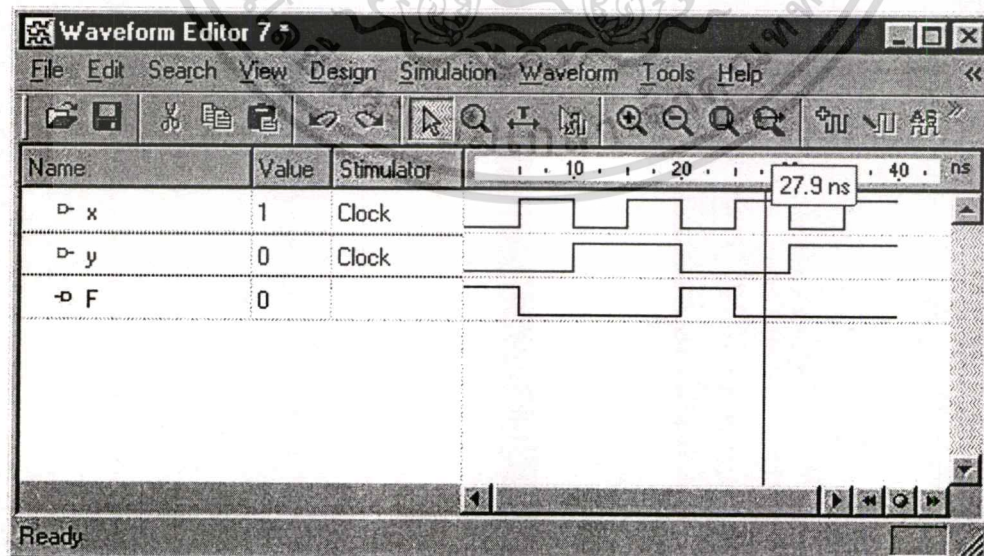 Waveform Editor 7 *
File Edit Search View Design Simulation Waveform Tools Help
Name Value Stimulator 10 20 40 ns
27.9 ns
x 1 Clock
y 0 Clock
F 0
Ready